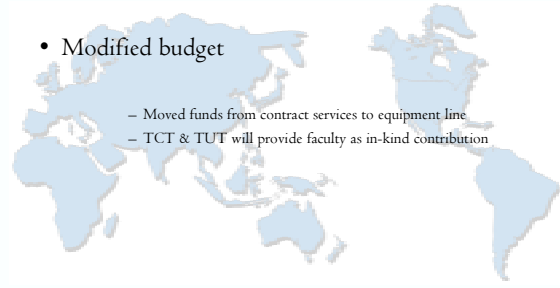 • Modified budget
– Moved funds from contract services to equipment line
– TCT & TUT will provide faculty as in-kind contribution